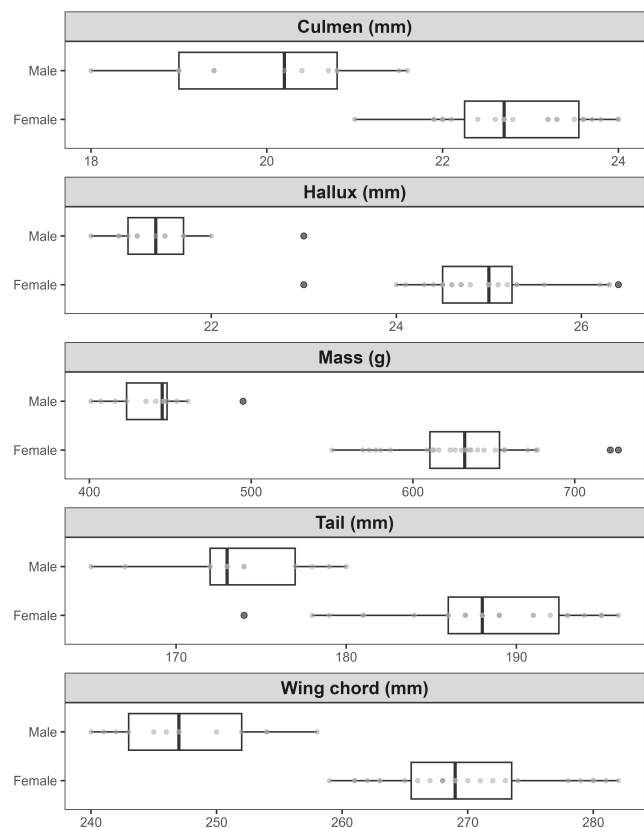 Culmen (mm)
Male
Female
18 20 22 24
Hallux (mm)
Male
Female
22 24 26
Mass (g)
Male
Female
400 500 600 700
Tail (mm)
Male
Female
170 180 190
Wing chord (mm)
Male
Female
240 250 260 270 280